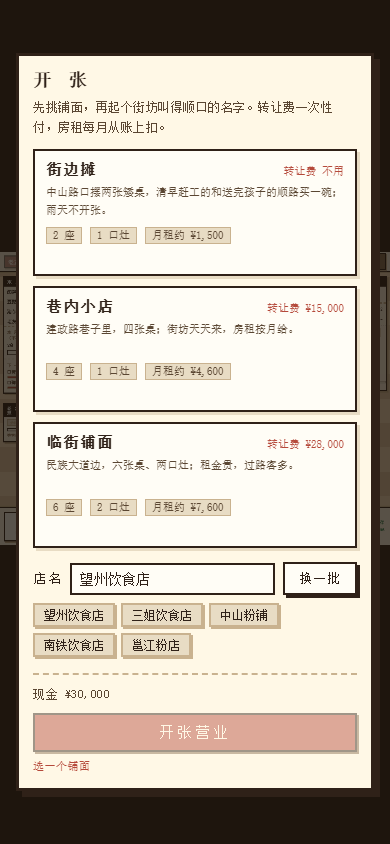 开 张
先挑铺面，再起个街坊叫得顺口的名字。转让费一次性
付，房租每月从账上扣。
街边摊 转让费 不用
中山路口摆两张矮桌，清早赶工的和送完孩子的顺路买一碗；
雨天不开张。
2 座 1 口灶 月租约 ¥1,500
巷内小店 转让费 ¥15,000
建政路巷子里，四张桌；街坊天天来，房租按月给。
4 座 1 口灶 月租约 ¥4,600
临街铺面 转让费 ¥28,000
民族大道边，六张桌、两口灶；租金贵，过路客多。
6 座 2 口灶 月租约 ¥7,600
店名 望州饮食店 换一批
望州饮食店 三姐饮食店 中山粉铺
南铁饮食店 邕江粉店
现金 ¥30,000
开张营业
选一个铺面